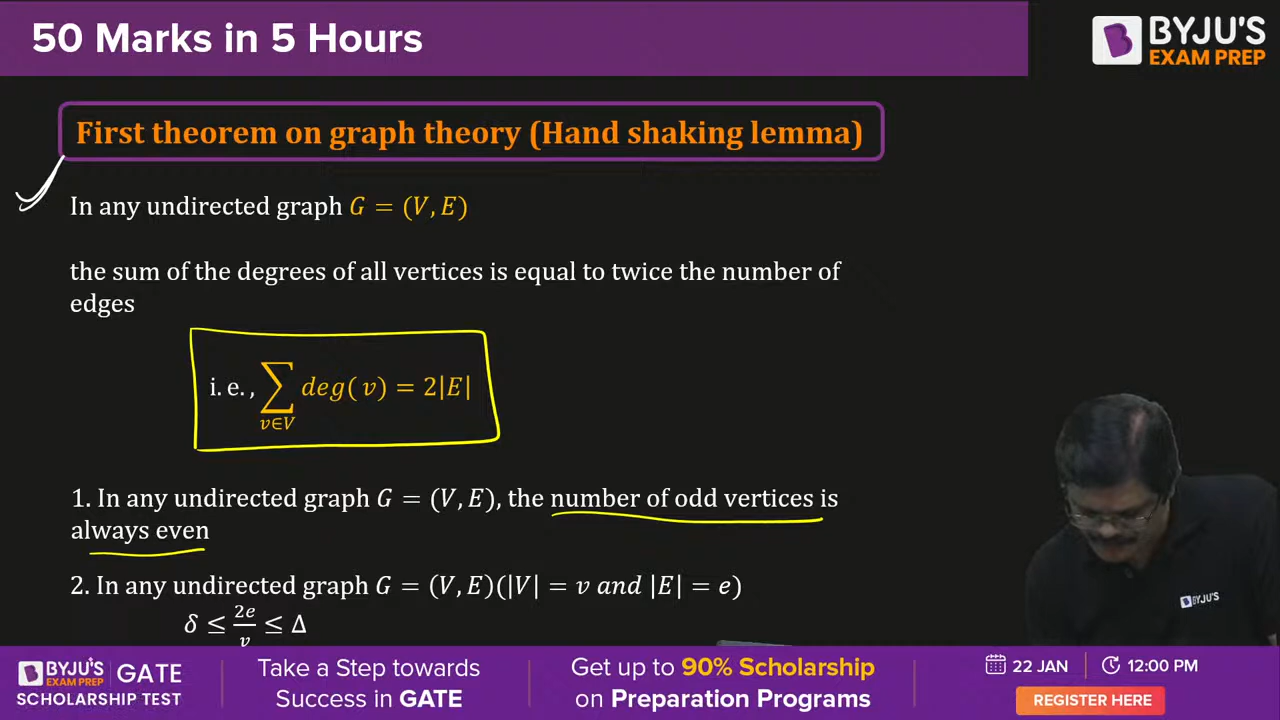 50 Marks in 5 Hours
BYJU'S
EXAM PREP
First theorem on graph theory (Hand shaking lemma)
In any undirected graph G = (V, E)
the sum of the degrees of all vertices is equal to twice the number of
edges
i. e., ∑ deg( v) = 2|E|
v∈V
1. In any undirected graph G = (V, E), the number of odd vertices is
always even
2. In any undirected graph G = (V, E)(|V| = v and |E| = e)
δ ≤ 2e/v ≤ Δ
BYJU'S
BYJU'S EXAM PREP | GATE
SCHOLARSHIP TEST
Take a Step towards
Success in GATE
Get up to 90% Scholarship
on Preparation Programs
22 JAN
12:00 PM
REGISTER HERE